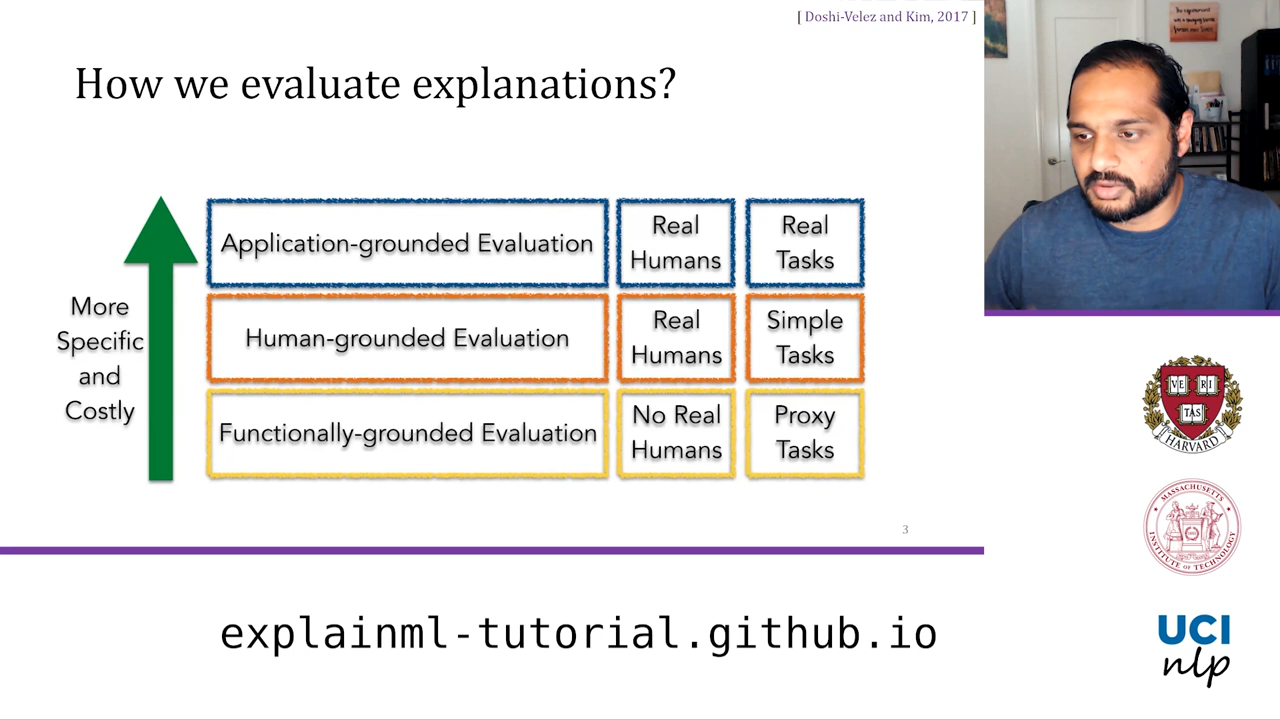 [ Doshi-Velez and Kim, 2017 ]
How we evaluate explanations?
More
Specific
and
Costly
Application-grounded Evaluation
Real
Humans
Real
Tasks
Human-grounded Evaluation
Real
Humans
Simple
Tasks
Functionally-grounded Evaluation
No Real
Humans
Proxy
Tasks
3
explainml-tutorial.github.io
VE RI
TAS
HARVARD
MASSACHUSETTS
INSTITUTE OF TECHNOLOGY
UCI
nlp